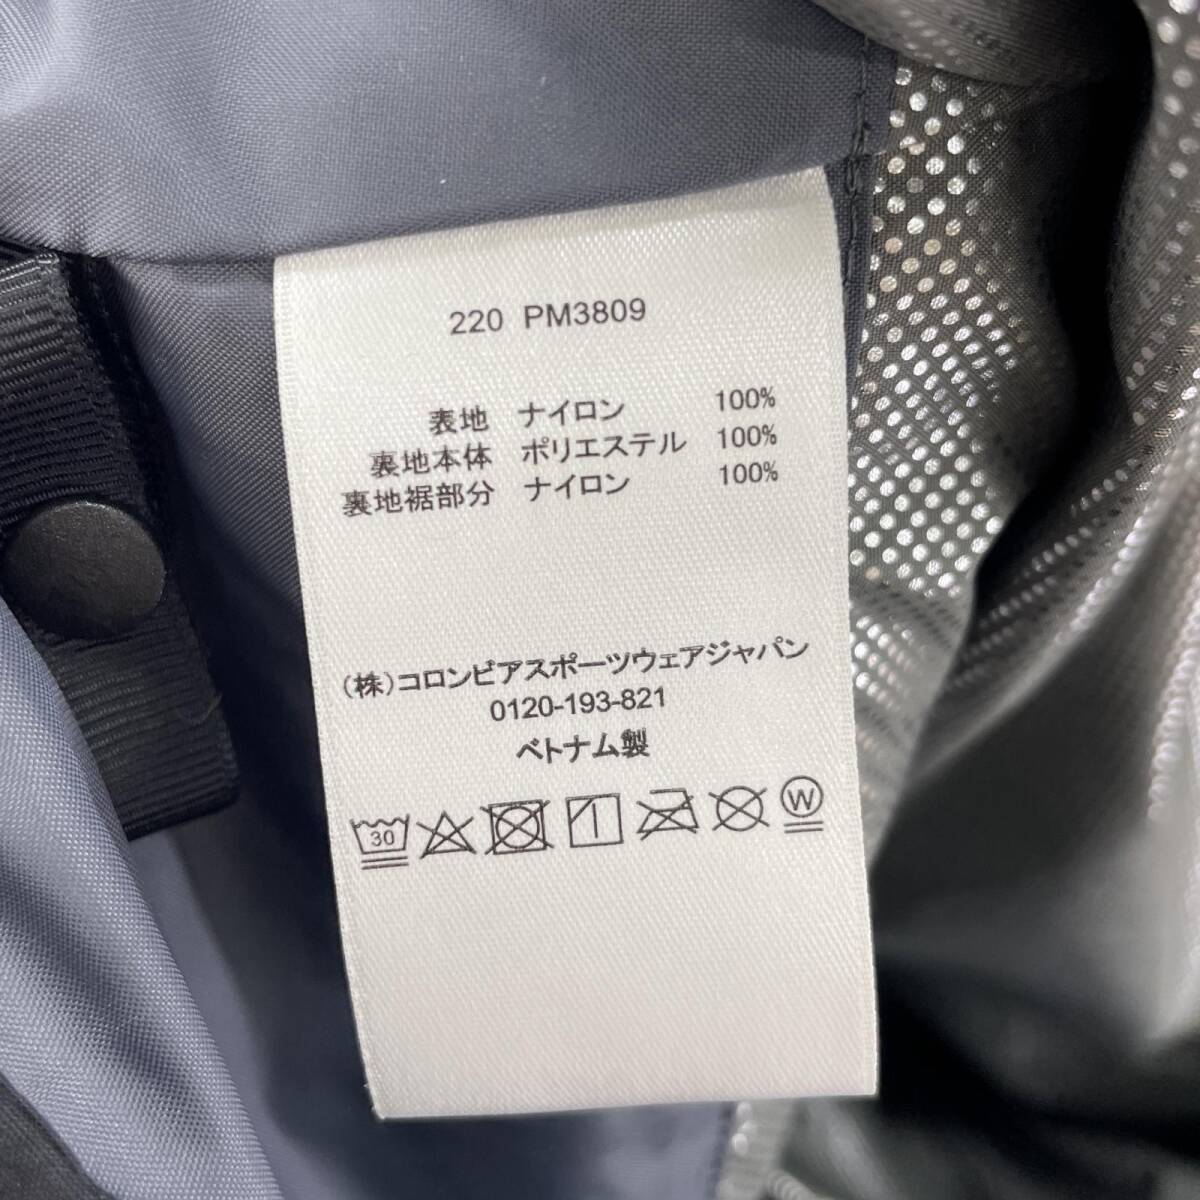 220 PM3809
表地 ナイロン 100%
裏地本体 ポリエステル 100%
裏地裾部分 ナイロン 100%
(株)コロンビアスポーツウェアジャパン
0120-193-821
ベトナム製
30 W